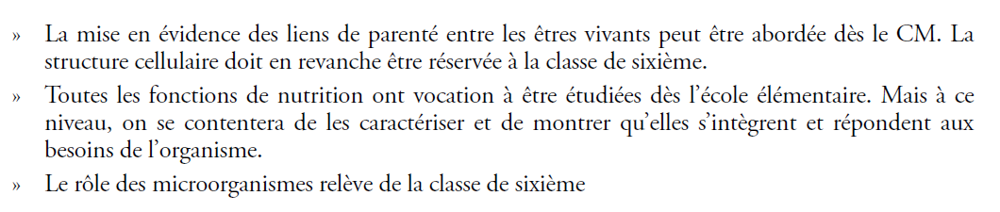 » La mise en évidence des liens de parenté entre les êtres vivants peut être abordée dès le CM. La
structure cellulaire doit en revanche être réservée à la classe de sixième.
» Toutes les fonctions de nutrition ont vocation à être étudiées dès l’école élémentaire. Mais à ce
niveau, on se contentera de les caractériser et de montrer qu’elles s’intègrent et répondent aux
besoins de l’organisme.
» Le rôle des microorganismes relève de la classe de sixième